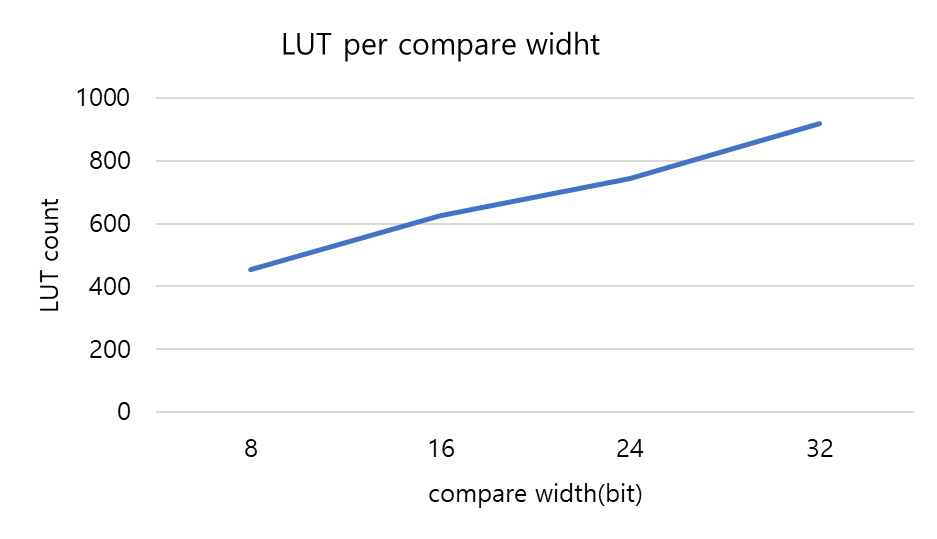 LUT per compare widht
1000
800
600
400
200
0
LUT count
8 16 24 32
compare width(bit)